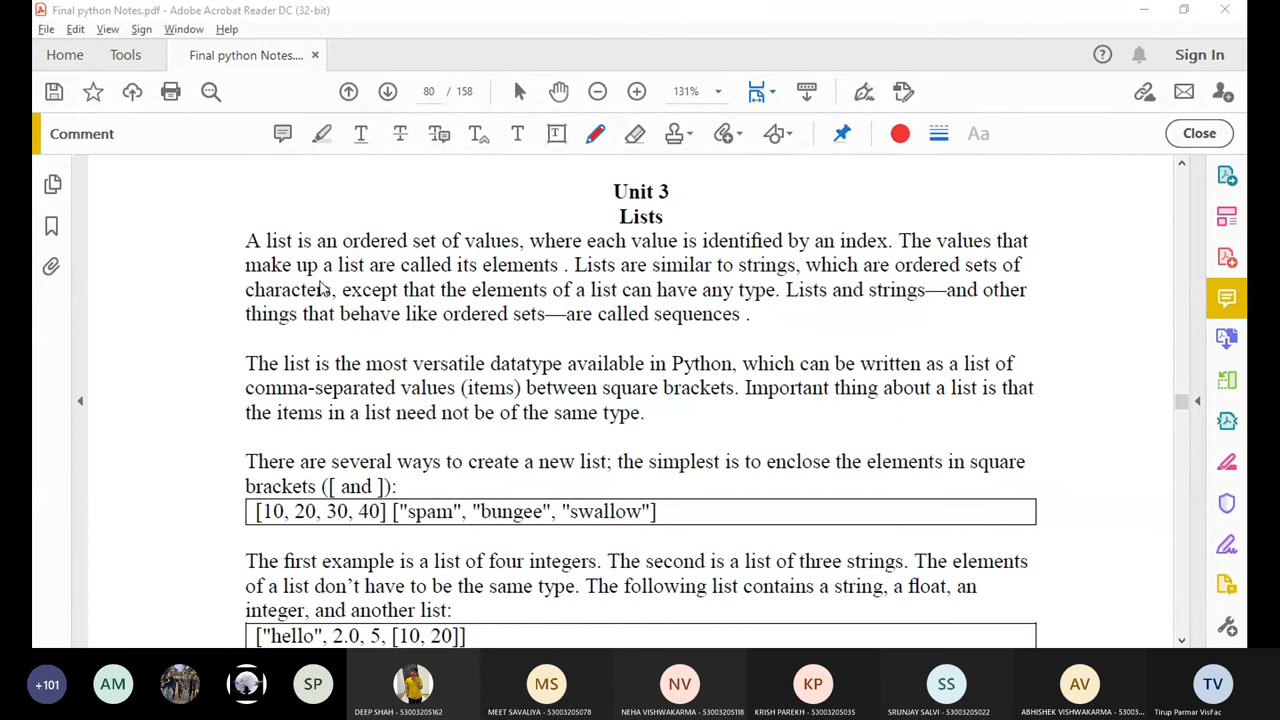 Final python Notes.pdf - Adobe Acrobat Reader DC (32-bit)
File Edit View Sign Window Help
Home Tools Final python Notes.... × Sign In
80 / 158 131%
Comment Close
Unit 3
Lists
A list is an ordered set of values, where each value is identified by an index. The values that
make up a list are called its elements . Lists are similar to strings, which are ordered sets of
characters, except that the elements of a list can have any type. Lists and strings—and other
things that behave like ordered sets—are called sequences .
The list is the most versatile datatype available in Python, which can be written as a list of
comma-separated values (items) between square brackets. Important thing about a list is that
the items in a list need not be of the same type.
There are several ways to create a new list; the simplest is to enclose the elements in square
brackets ([ and ]):
[10, 20, 30, 40] ["spam", "bungee", "swallow"]
The first example is a list of four integers. The second is a list of three strings. The elements
of a list don't have to be the same type. The following list contains a string, a float, an
integer, and another list:
["hello", 2.0, 5, [10, 20]]
+101 AM SP MS NV KP SS AV TV
DEEP SHAH - 53003205162 MEET SAVALIYA - 53003205078 NEHA VISHWAKARMA - 53003205118 KRISH PAREKH - 53003205035 SRUNJAY SALVI - 53003205022 ABHISHEK VISHWAKARMA - 53003... Tirup Parmar VisFac